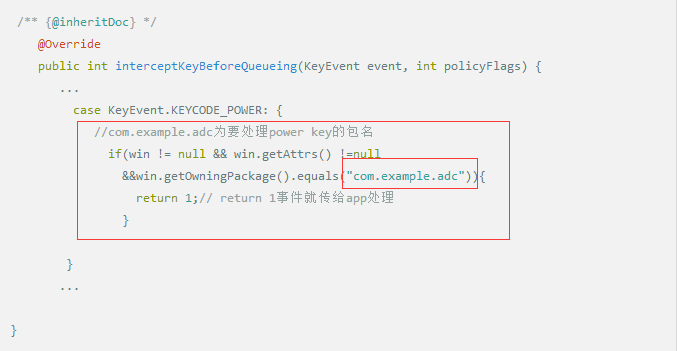 /** {@inheritDoc} */
@Override
public int interceptKeyBeforeQueueing(KeyEvent event, int policyFlags) {
...
case KeyEvent.KEYCODE_POWER: {
//com.example.adc为要处理power key的包名
if(win != null && win.getAttrs() !=null
&&win.getOwningPackage().equals("com.example.adc")){
return 1;// return 1事件就传给app处理
}
}
...
}